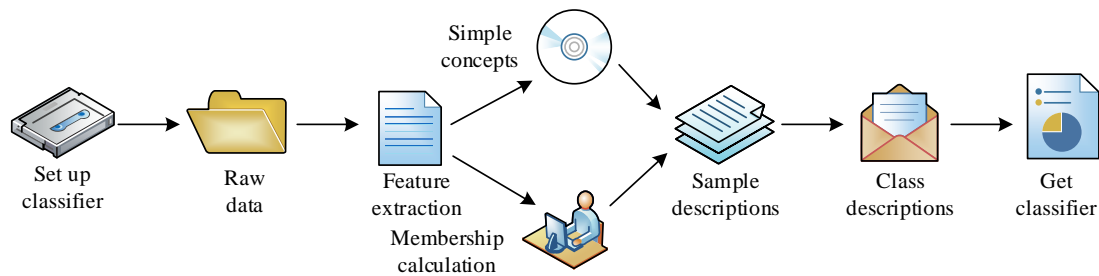 Set up
classifier
Raw
data
Feature
extraction
Simple
concepts
Membership
calculation
Sample
descriptions
Class
descriptions
Get
classifier